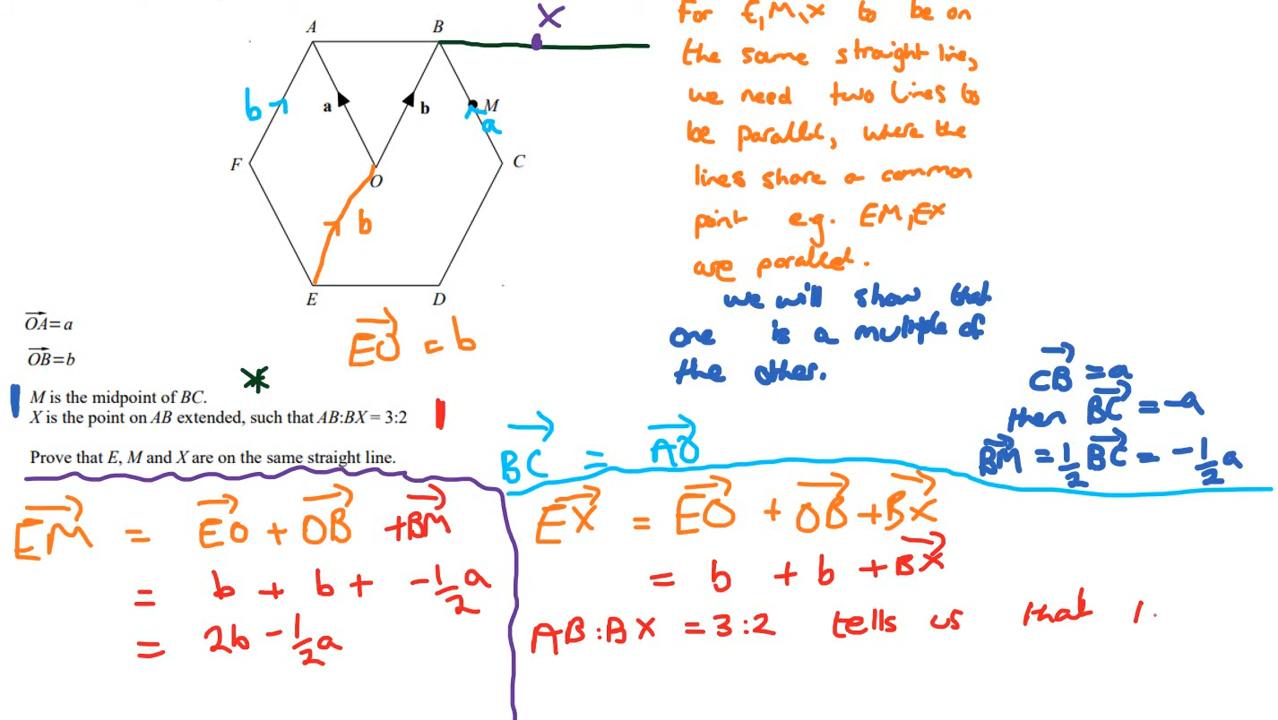 A
B
X
b
a
b
M
a
F
O
C
b
E
D
EO = b
For E,M,X to be on
the same straight line,
we need two lines to
be parallel, where the
lines share a common
point e.g. EM, EX
are parallel.
we will show that
one is a multiple of
the other.
OA=a
OB=b
*
M is the midpoint of BC.
X is the point on AB extended, such that AB:BX = 3:2
Prove that E, M and X are on the same straight line.
BC = AO
CB = a
then BC = -a
BM = 1/2 BC = -1/2 a
EM = EO + OB + BM
= b + b + -1/2 a
= 2b - 1/2 a
EX = EO + OB + BX
= b + b + BX
AB:BX = 3:2 tells us that